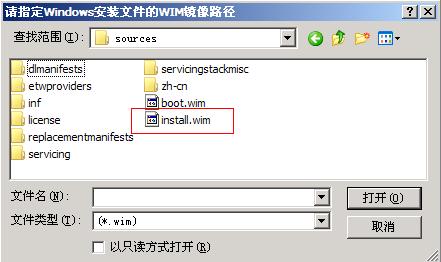 请指定Windows安装文件的WIM镜像路径
查找范围(I): sources
dlmanifests
etwproviders
inf
license
replacementmanifests
servicing
servicingstackmisc
zh-cn
boot.wim
install.wim
文件名(N):
打开(O)
文件类型(T): (*.wim)
取消
以只读方式打开(R)